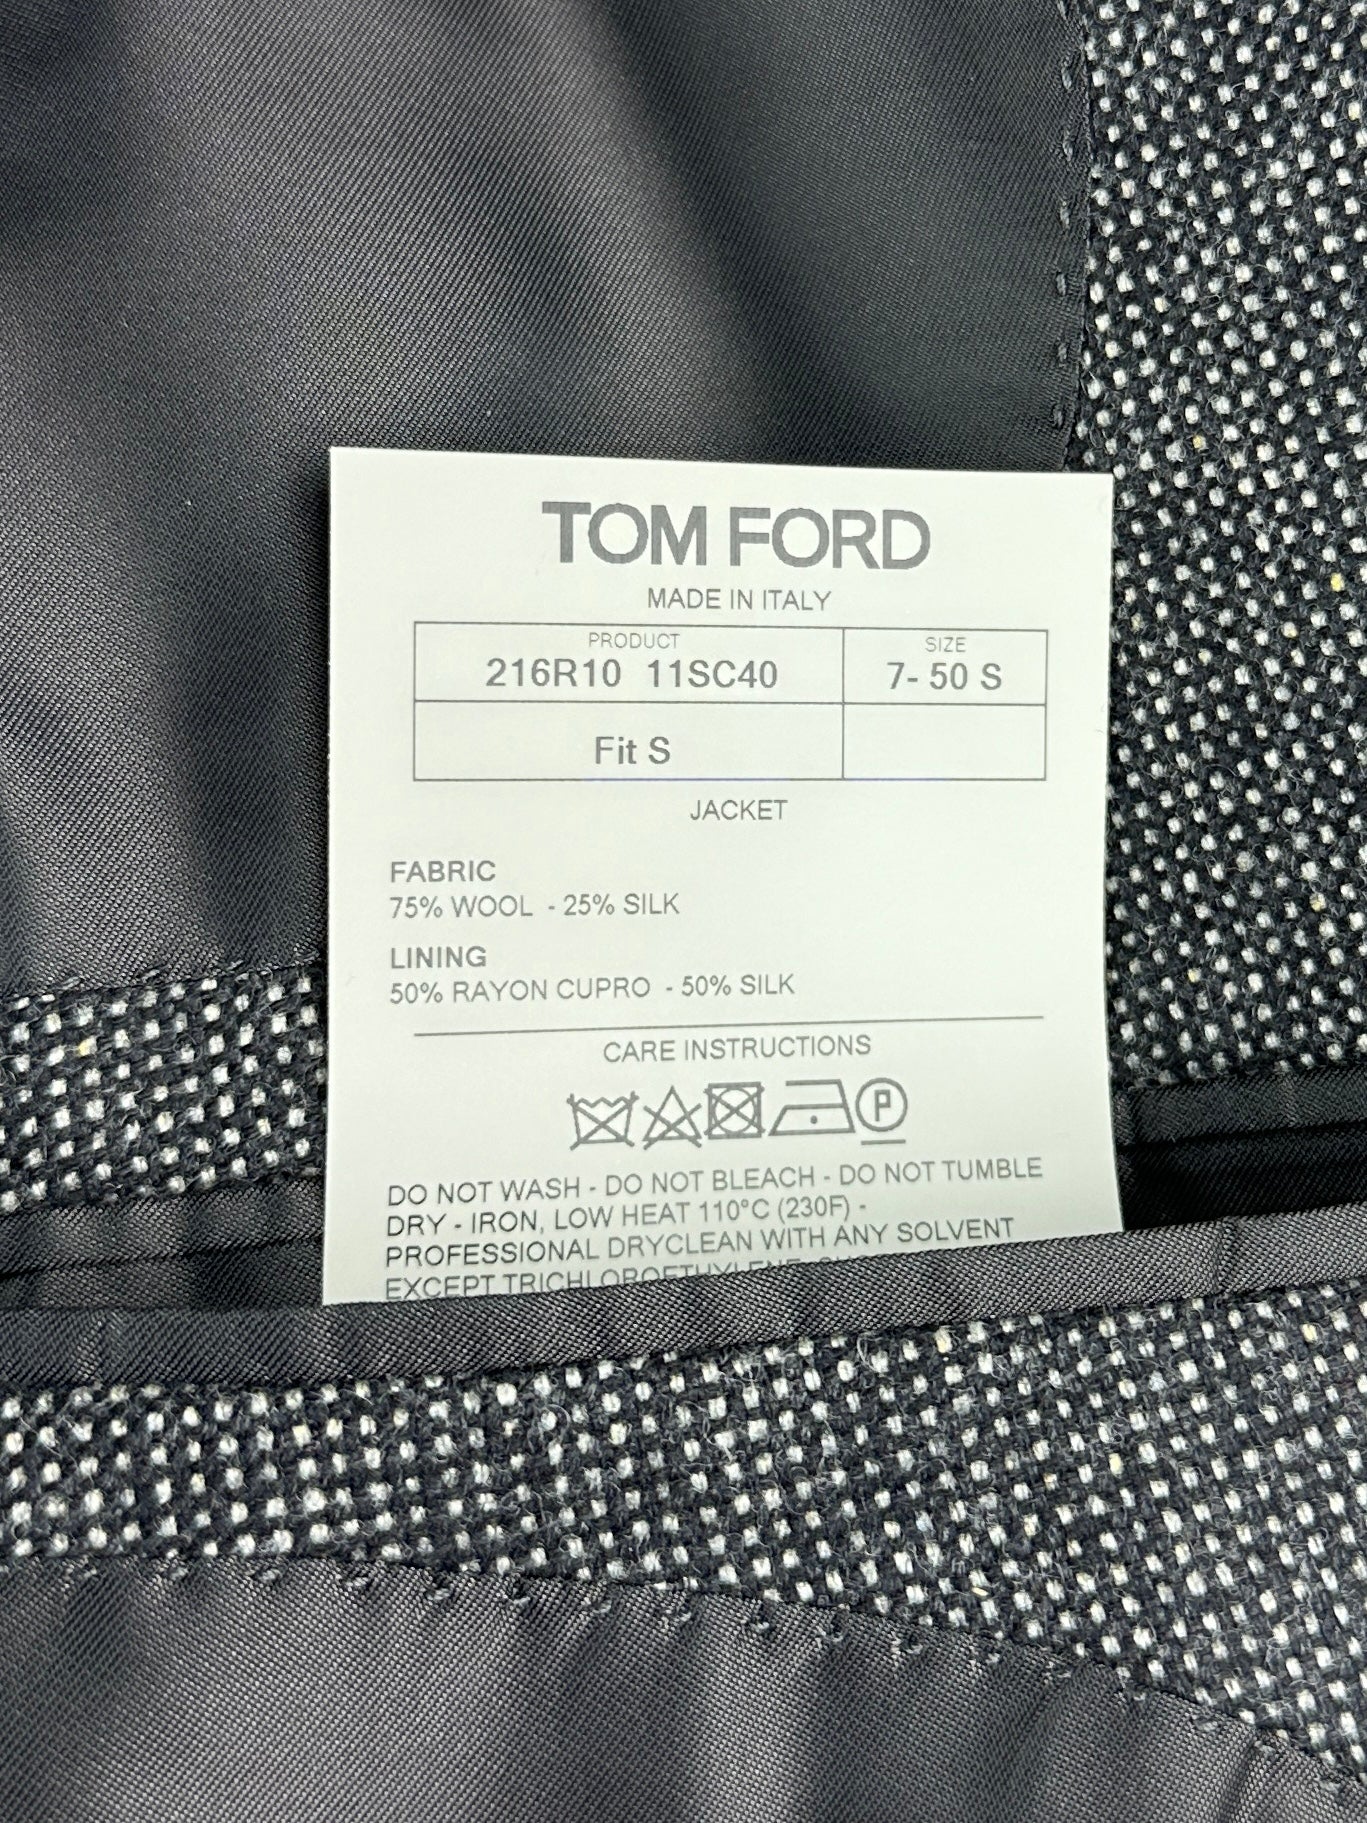 TOM FORD
MADE IN ITALY
PRODUCT SIZE
216R10 11SC40 7- 50 S
Fit S
JACKET
FABRIC
75% WOOL - 25% SILK
LINING
50% RAYON CUPRO - 50% SILK
CARE INSTRUCTIONS
P
DO NOT WASH - DO NOT BLEACH - DO NOT TUMBLE
DRY - IRON, LOW HEAT 110°C (230F) -
PROFESSIONAL DRYCLEAN WITH ANY SOLVENT
EXCEPT TRICHLOROETHYLENE